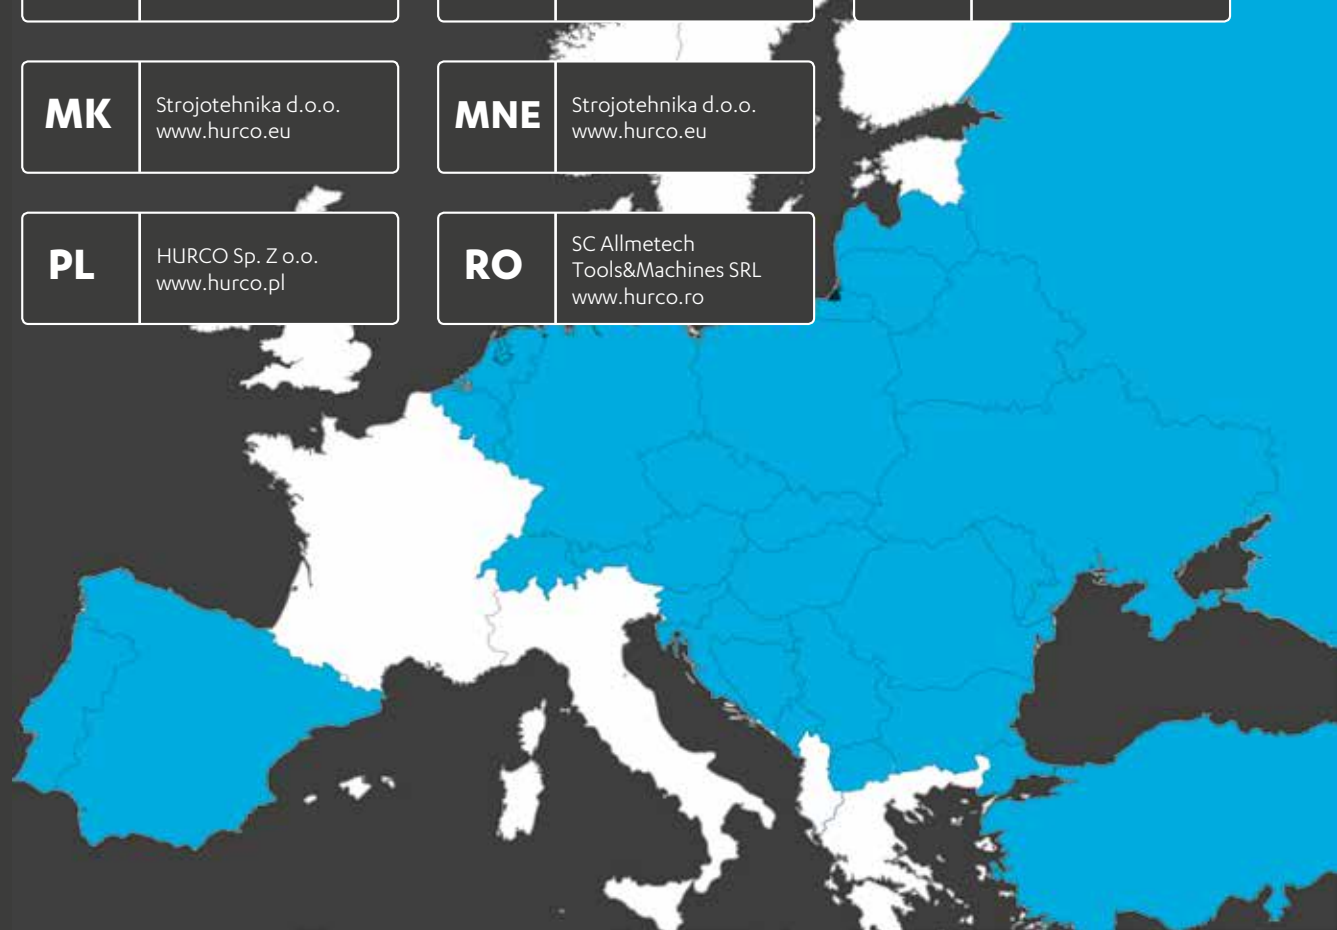 MK
Strojotehnika d.o.o.
www.hurco.eu
MNE
Strojotehnika d.o.o.
www.hurco.eu
PL
HURCO Sp. Z o.o.
www.hurco.pl
RO
SC Allmetech
Tools&Machines SRL
www.hurco.ro